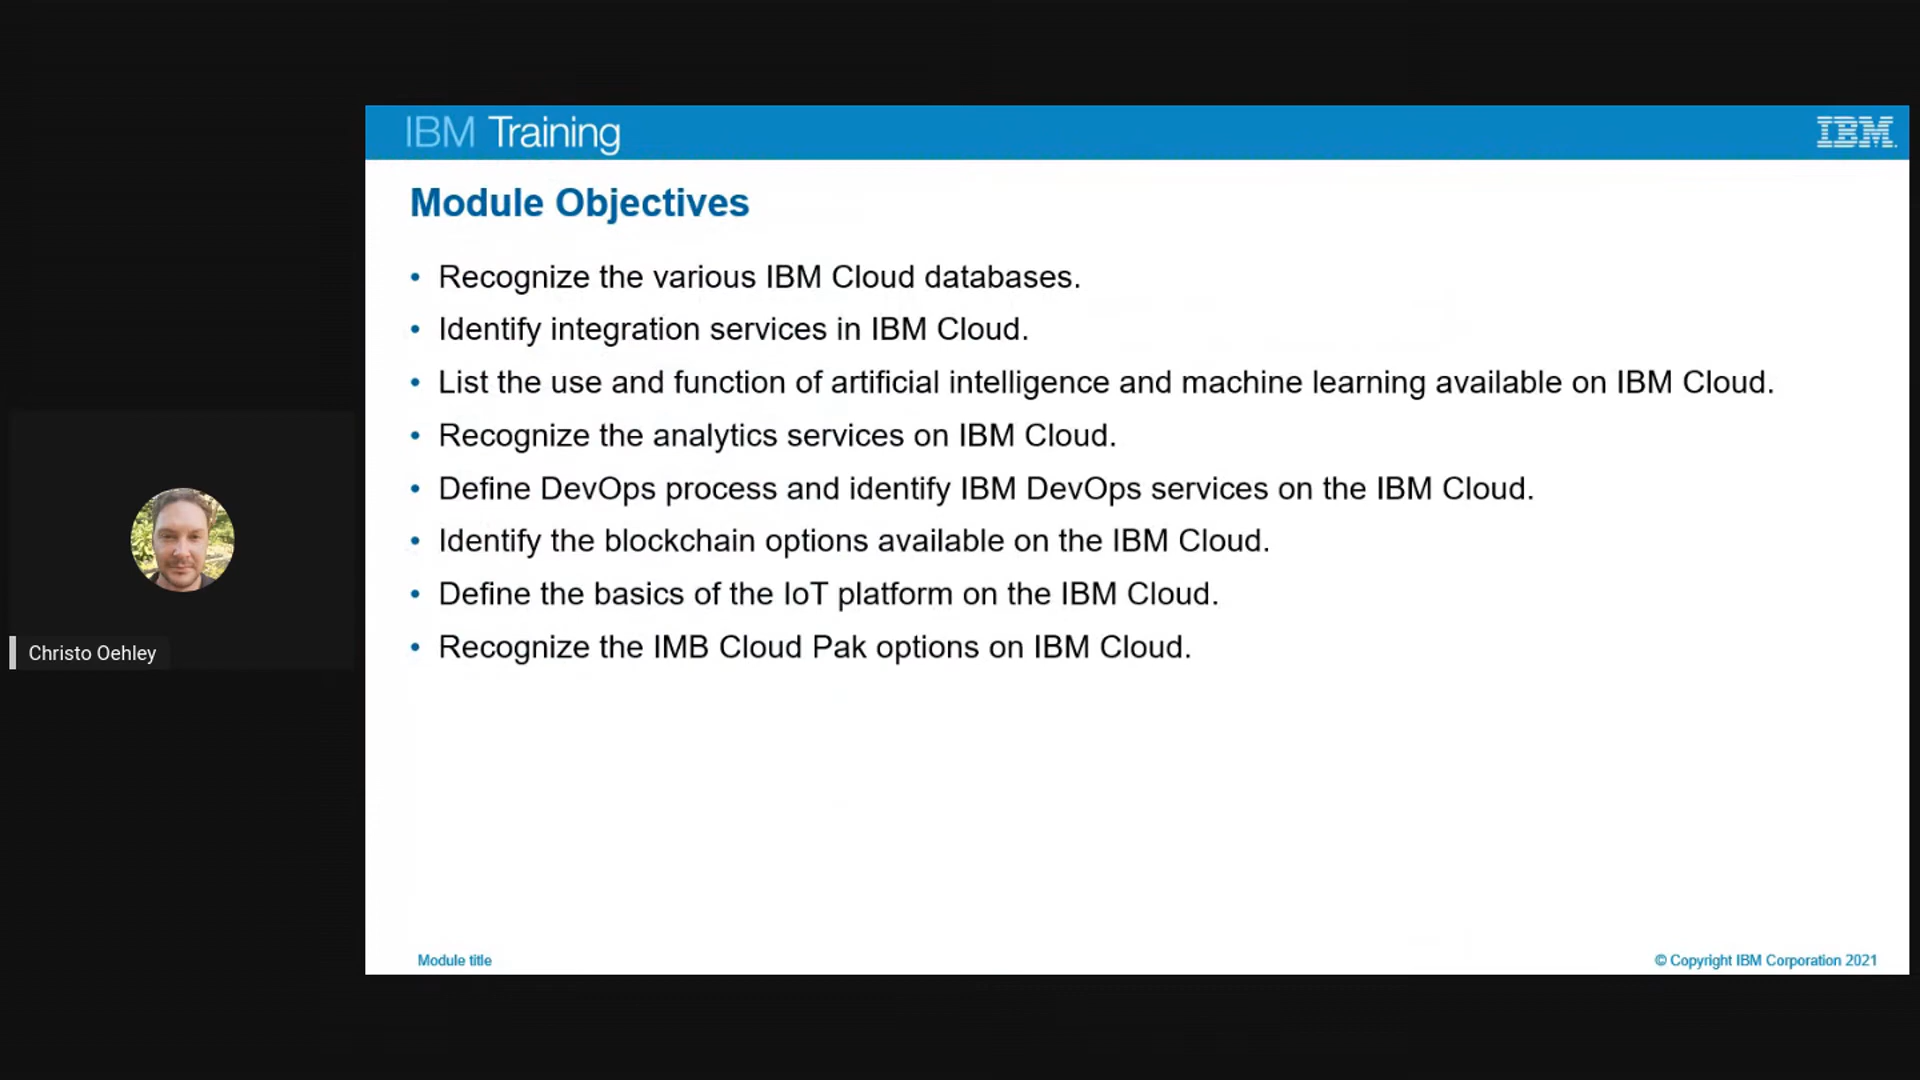 IBM Training
IBM
Module Objectives
• Recognize the various IBM Cloud databases.
• Identify integration services in IBM Cloud.
• List the use and function of artificial intelligence and machine learning available on IBM Cloud.
• Recognize the analytics services on IBM Cloud.
• Define DevOps process and identify IBM DevOps services on the IBM Cloud.
• Identify the blockchain options available on the IBM Cloud.
• Define the basics of the IoT platform on the IBM Cloud.
• Recognize the IMB Cloud Pak options on IBM Cloud.
Christo Oehley
Module title
© Copyright IBM Corporation 2021